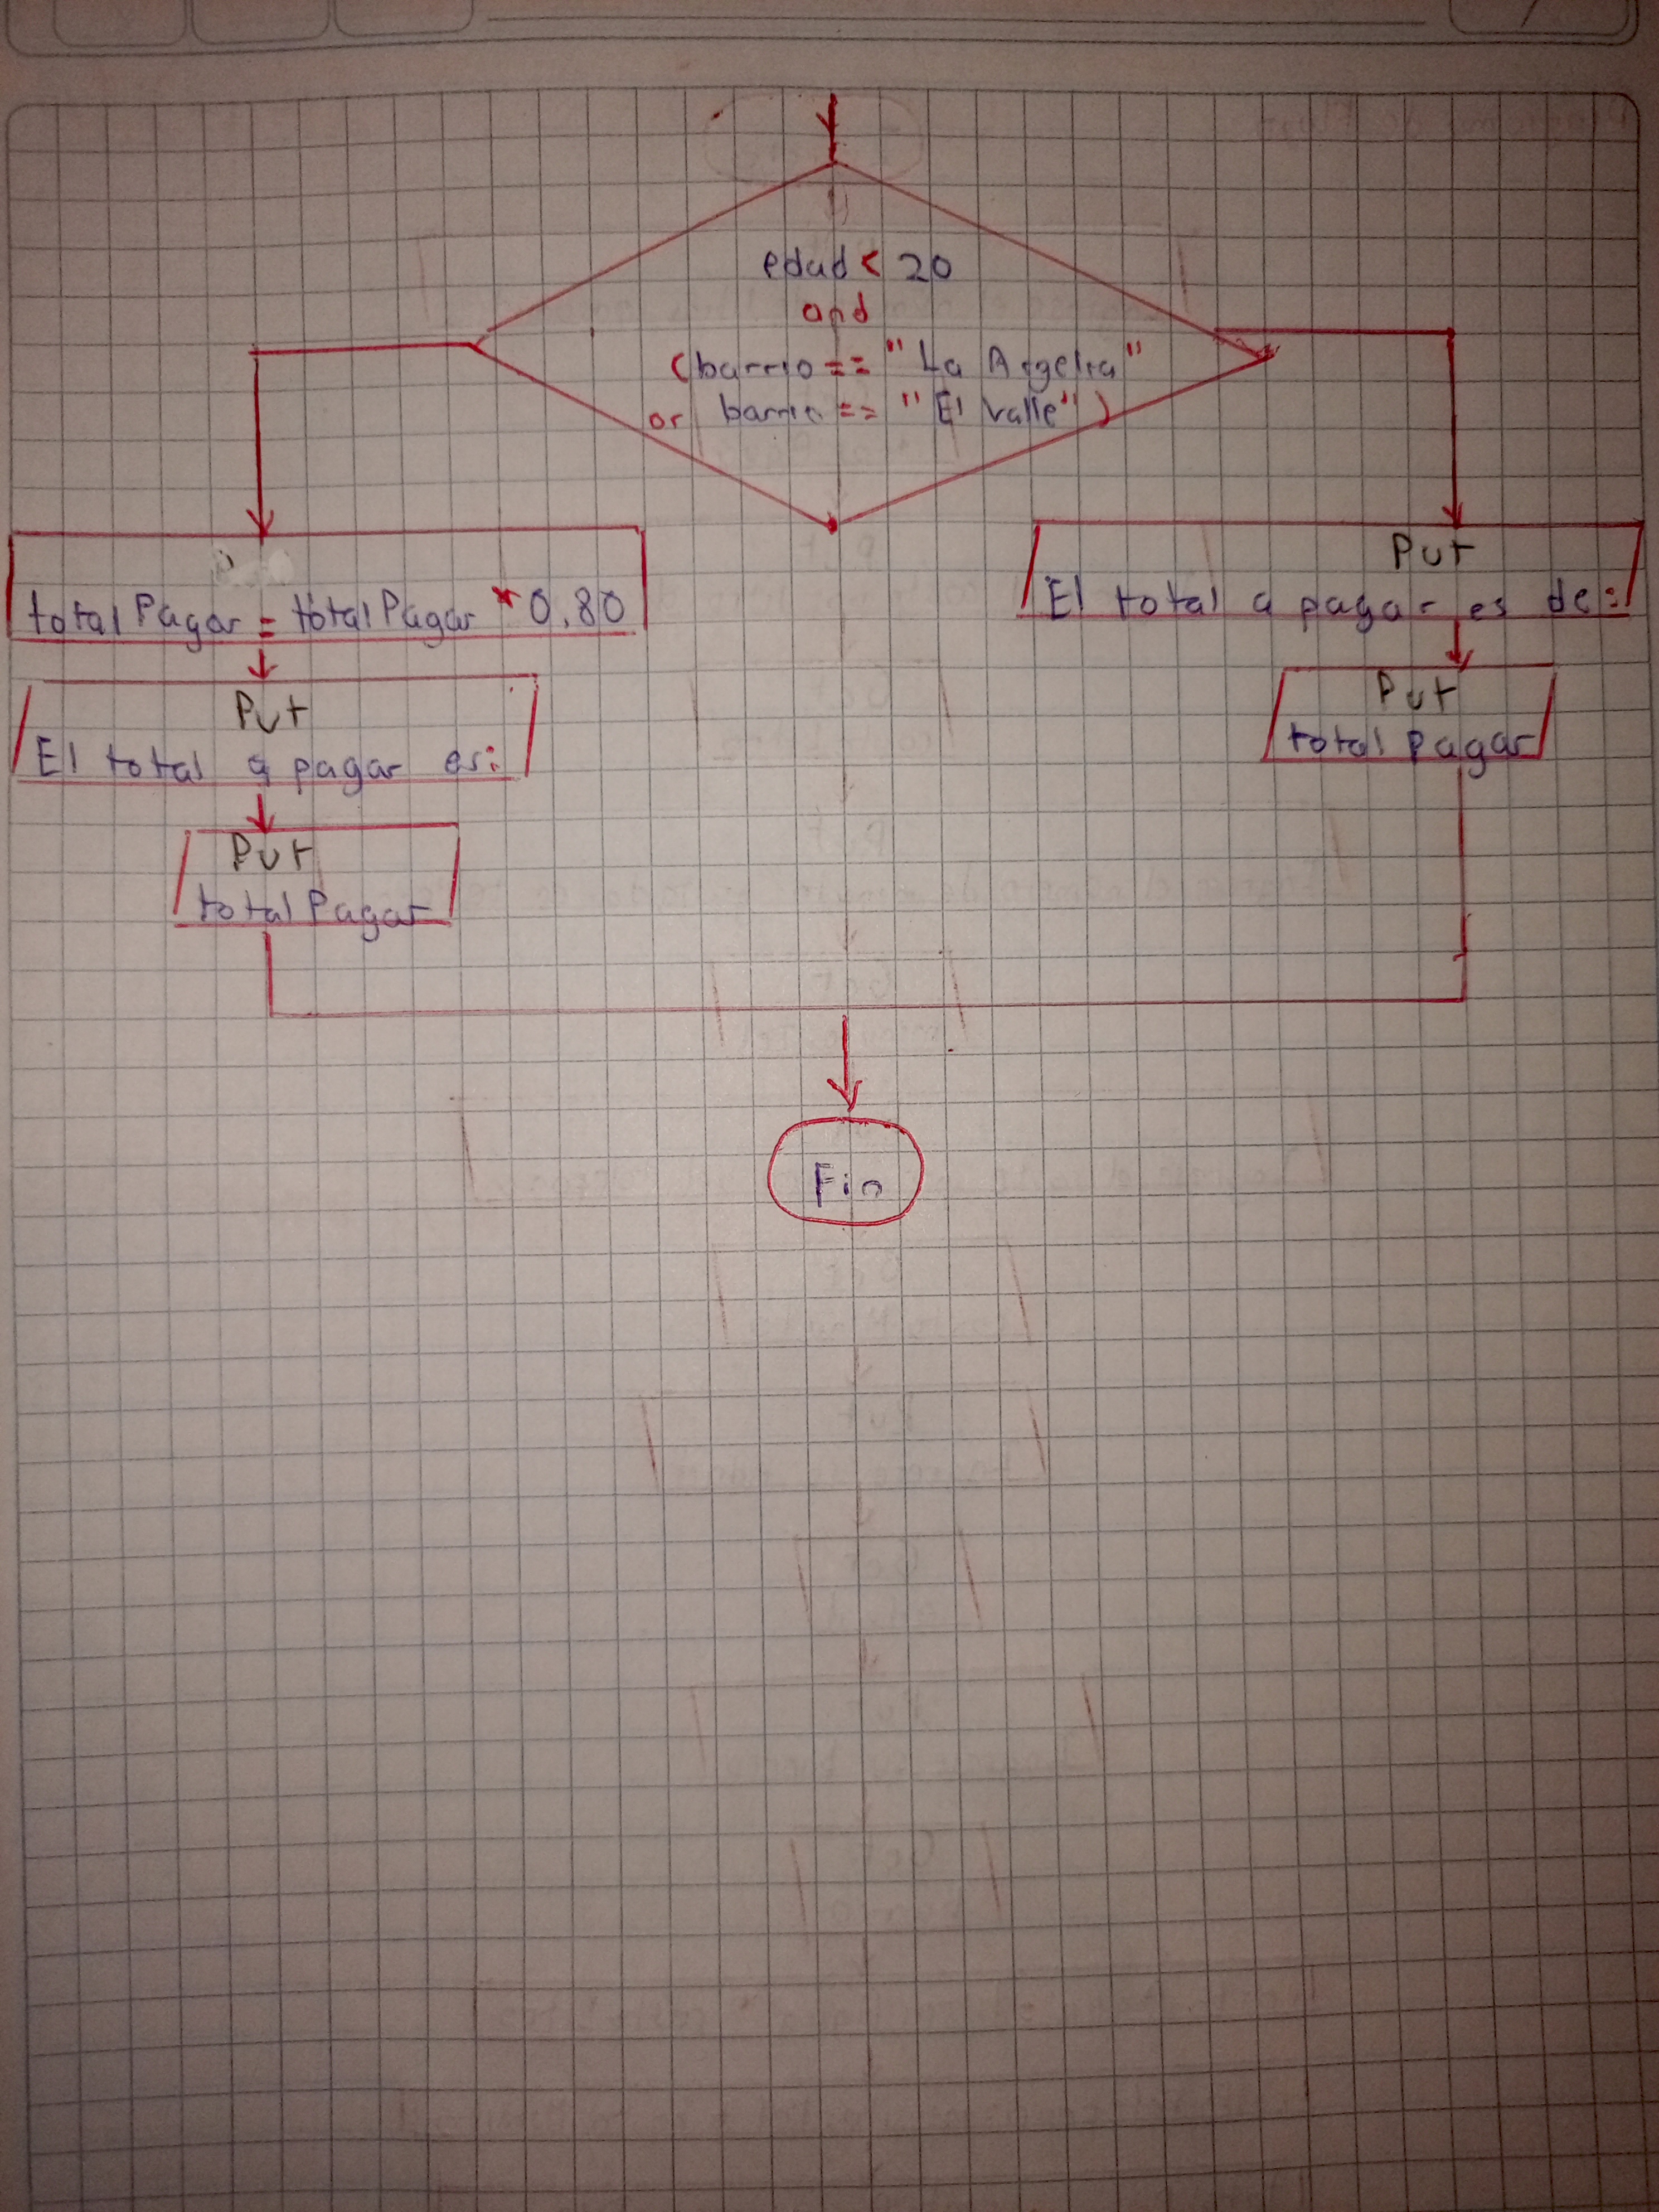 edad < 20
and
(barrio == "La Argelia"
or barrio == "El Valle")
totalPagar = totalPagar * 0.80
Put
El total a pagar es:
Put
totalPagar
Put
El total a pagar es de:
Put
total pagar
Fin